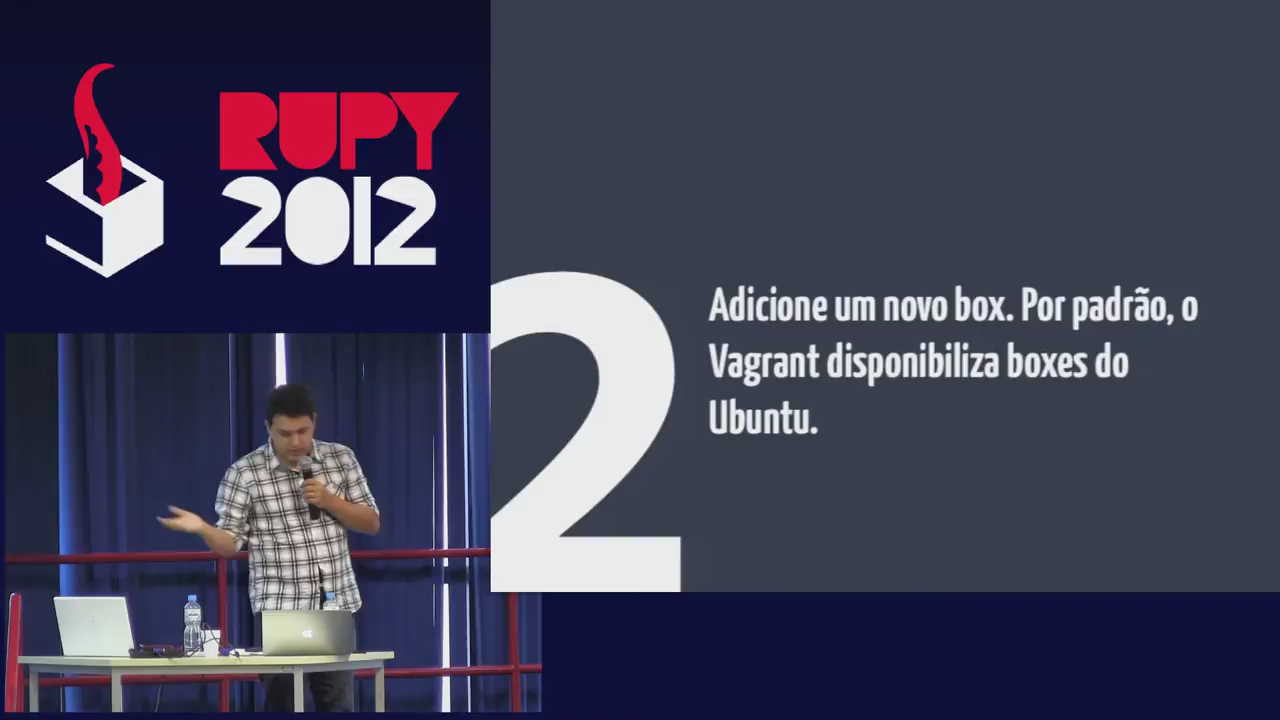 RUPY
2012
2
Adicione um novo box. Por padrão, o
Vagrant disponibiliza boxes do
Ubuntu.